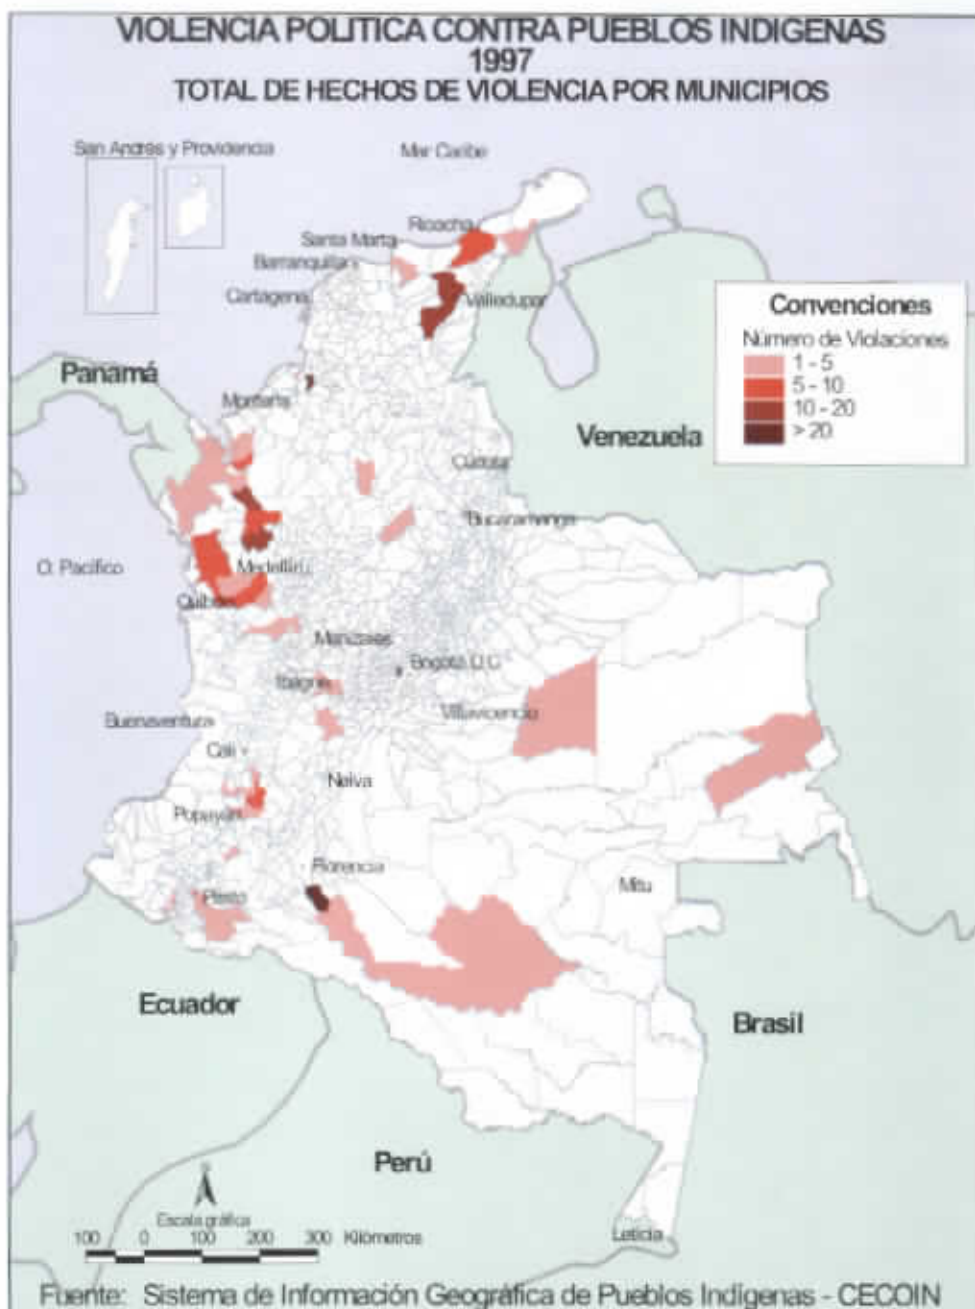 VIOLENCIA POLITICA CONTRA PUEBLOS INDIGENAS
1997
TOTAL DE HECHOS DE VIOLENCIA POR MUNICIPIOS
San Andrés y Providencia
Mar Caribe
Ricacha
Santa Marta
Barranquilla
Cartagena
Valledupar
Convenciones
Número de Violaciones
1 - 5
5 - 10
10 - 20
> 20
Panamá
Montería
Venezuela
Cúcuta
Bucaramanga
O. Pacífico
Medellín
Quibdó
Manizales
Bogotá D.C.
Ibagué
Villavicencio
Buenaventura
Cali
Neiva
Popayán
Florencia
Mitu
Pasto
Ecuador
Brasil
Perú
Escala gráfica
100 0 100 200 300 Kilómetros
Leticia
Fuente: Sistema de Información Geográfica de Pueblos Indígenas - CECOIN